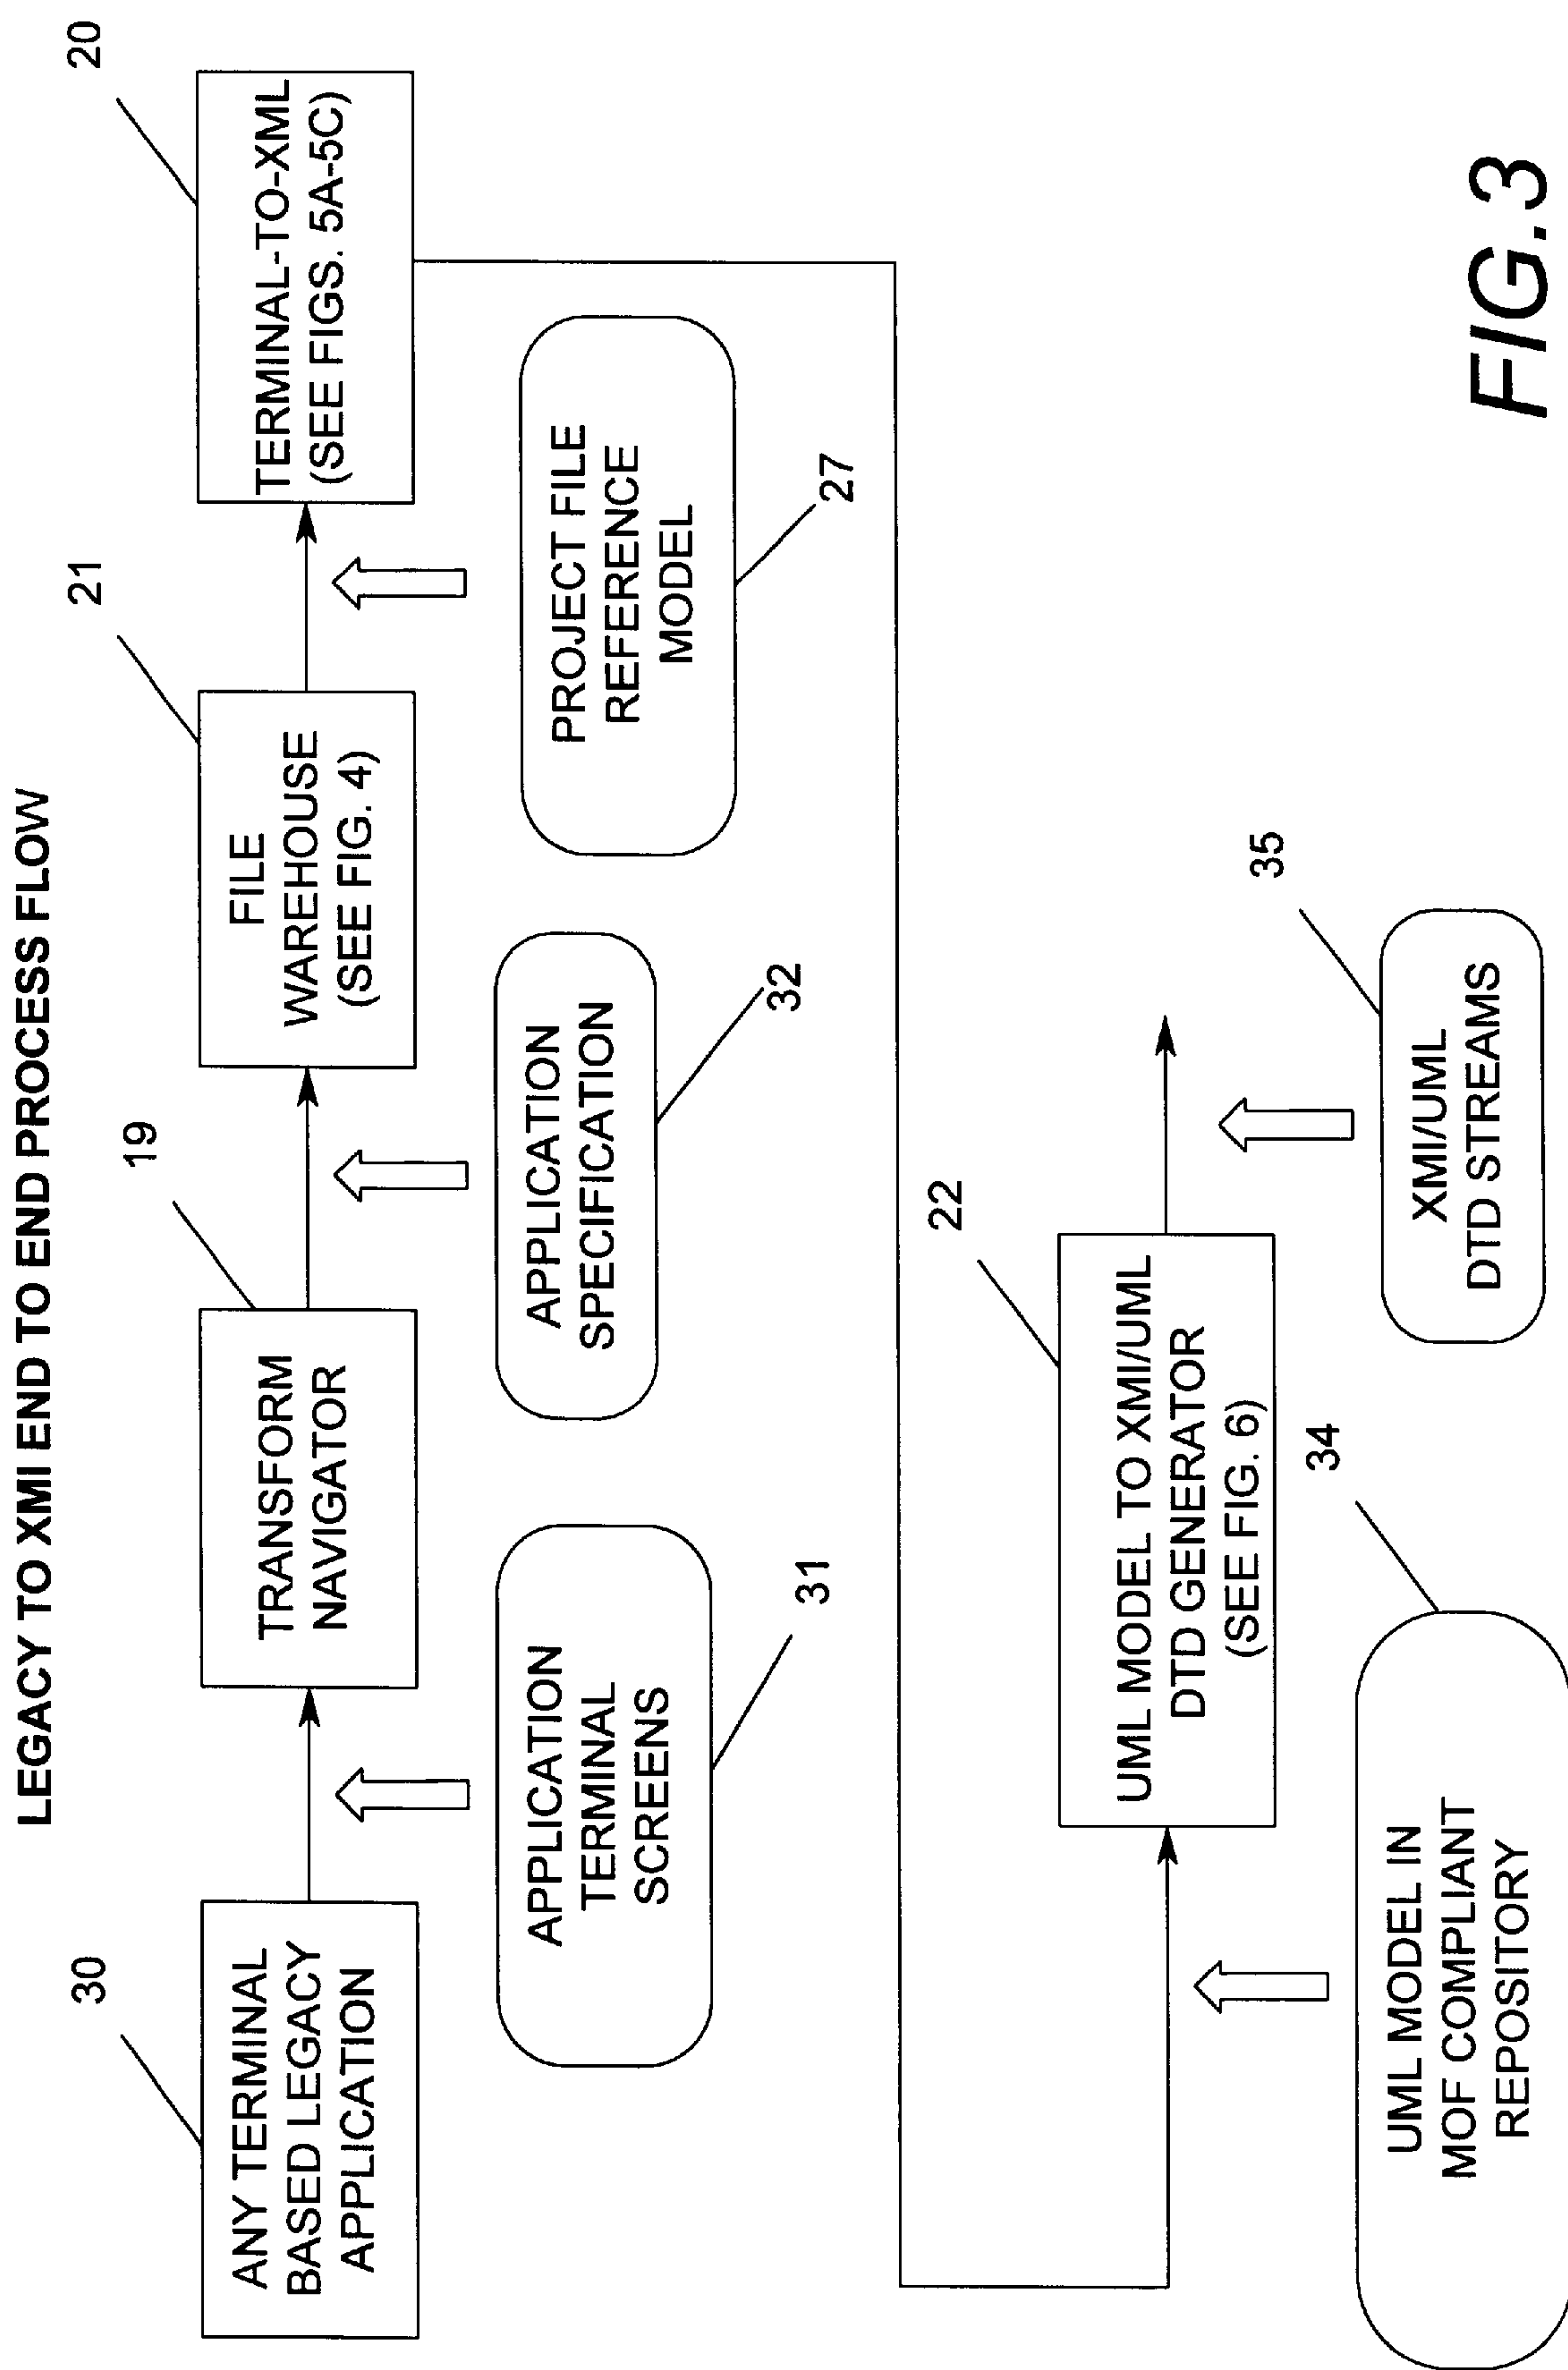 LEGACY TO XMI END TO END PROCESS FLOW
30
ANY TERMINAL
BASED LEGACY
APPLICATION
19
TRANSFORM
NAVIGATOR
21
FILE
WAREHOUSE
(SEE FIG. 4)
20
TERMINAL-TO-XML
(SEE FIGS. 5A-5C)
APPLICATION
TERMINAL
SCREENS
31
APPLICATION
SPECIFICATION
32
PROJECT FILE
REFERENCE
MODEL
27
22
UML MODEL TO XMI/UML
DTD GENERATOR
(SEE FIG. 6)
34
UML MODEL IN
MOF COMPLIANT
REPOSITORY
35
XMI/UML
DTD STREAMS
FIG.3